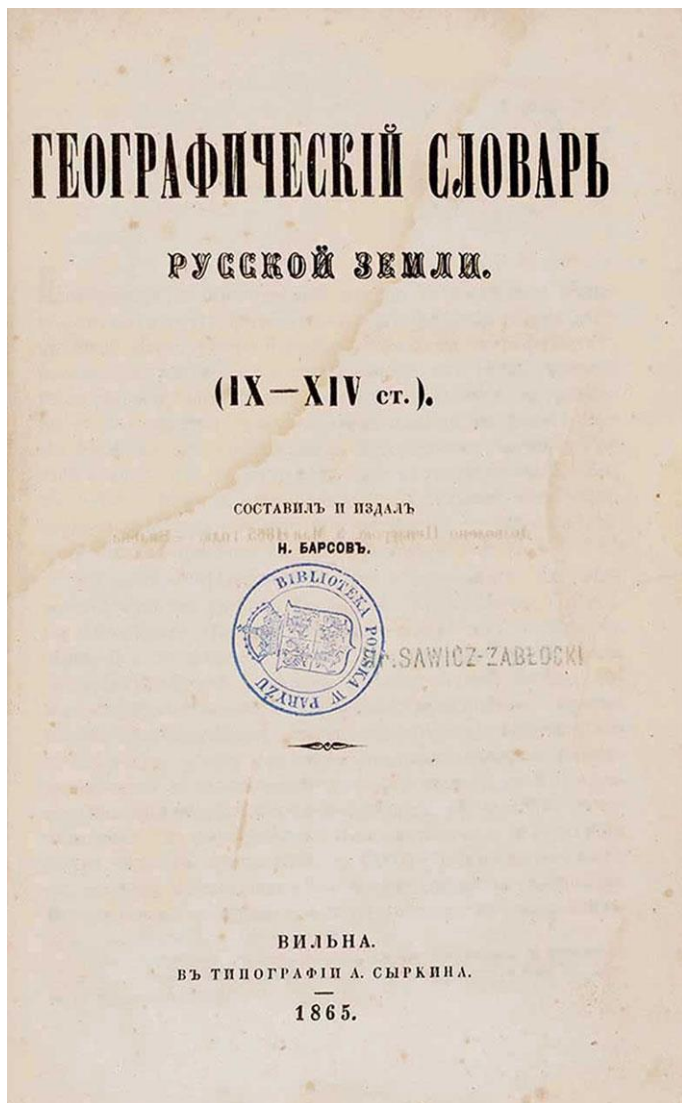 ГЕОГРАФИЧЕСКІЙ СЛОВАРЬ
РУССКОЙ ЗЕМЛИ.
(IX—XIV ст.).
СОСТАВИЛЪ И ИЗДАЛЪ
Н. БАРСОВЪ.
BIBLIOTEKA POLSKA W PARYŻU
SAWICZ-ZABŁOCKI
ВИЛЬНА.
ВЪ ТИПОГРАФІИ А. СЫРКИНА.
1865.